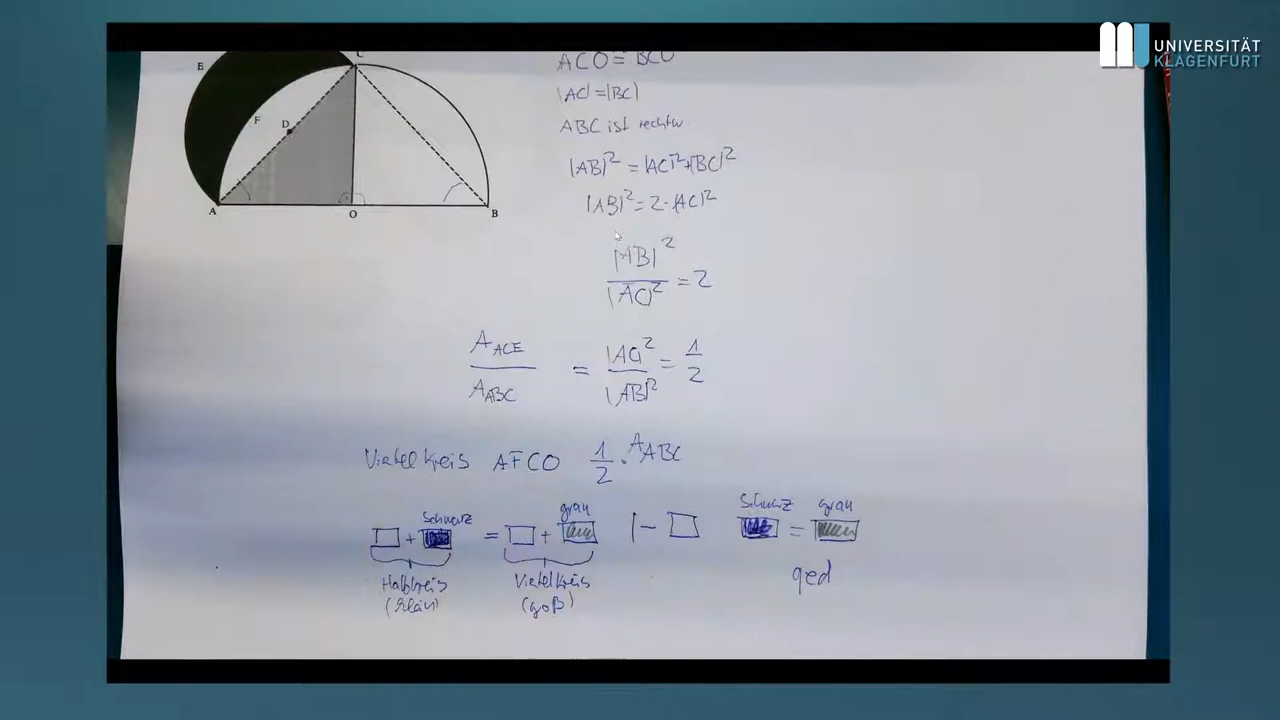 UNIVERSITÄT
KLAGENFURT
C
E
F
D
A
O
B
ACO ≅ BCO
|AC| = |BC|
ABC ist rechtw.
|AB|² = |AC|² + |BC|²
|AB|² = 2·|AC|²
|AB|²
|AC|²
= 2
A_ACE
A_ABC
= |AC|² / |AB|² = 1/2
Viertelkreis AFCO 1/2 · A_ABC
Schwarz grau Schwarz grau
□ + ■ = □ + ■ |- □ ■ = ■
Halbkreis Viertelkreis qed
(klein) (groß)